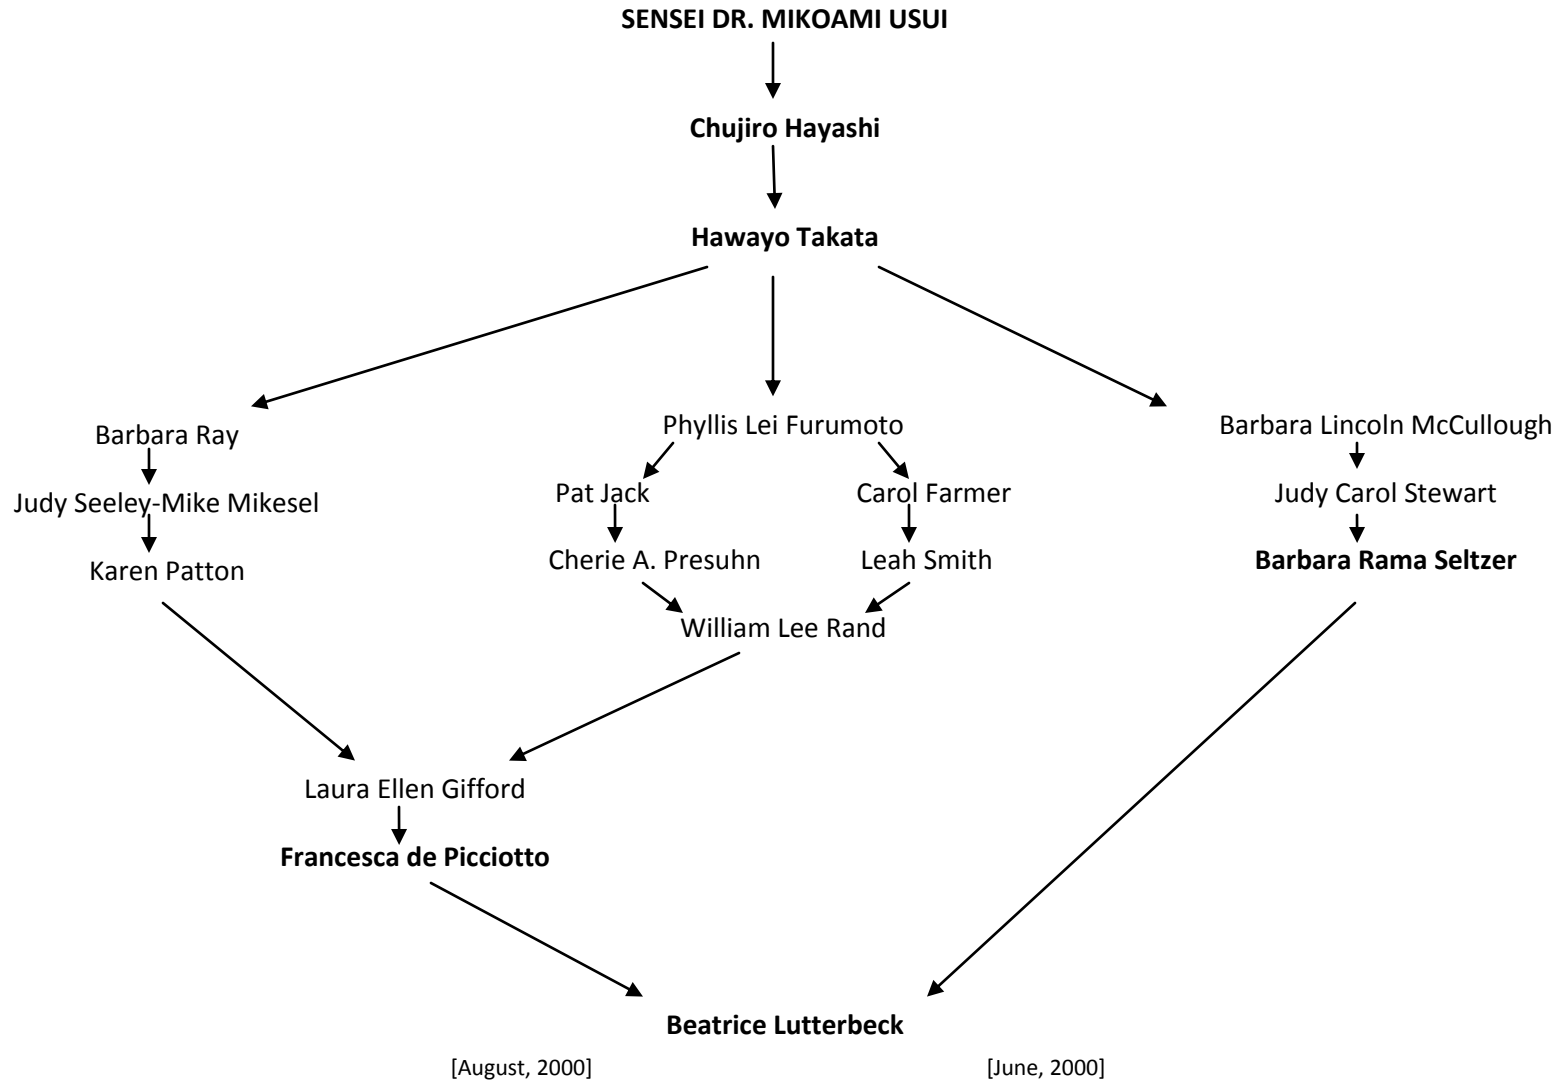 SENSEI DR. MIKOAMI USUI
Chujiro Hayashi
Hawayo Takata
Barbara Ray
Phyllis Lei Furumoto
Barbara Lincoln McCullough
Judy Seeley-Mike Mikesel
Pat Jack
Carol Farmer
Judy Carol Stewart
Karen Patton
Cherie A. Presuhn
Leah Smith
Barbara Rama Seltzer
William Lee Rand
Laura Ellen Gifford
Francesca de Picciotto
Beatrice Lutterbeck
[August, 2000]
[June, 2000]